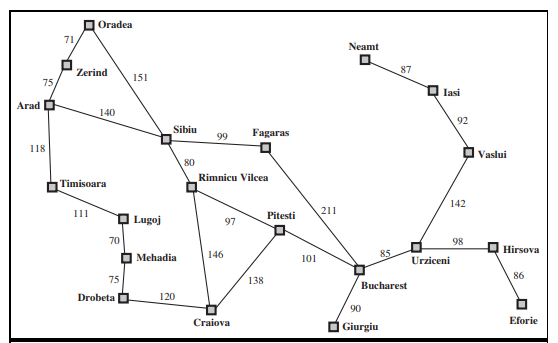 Oradea
71
Neamt
Zerind
87
151
75
Iasi
Arad
140
92
Sibiu
99
Fagaras
118
Vaslui
80
Timisoara
Rimnicu Vilcea
111
Lugoj
97
Pitesti
211
142
70
98
Mehadia
146
101
85
Hirsova
Urziceni
75
138
86
Bucharest
Drobeta
120
90
Craiova
Giurgiu
Eforie